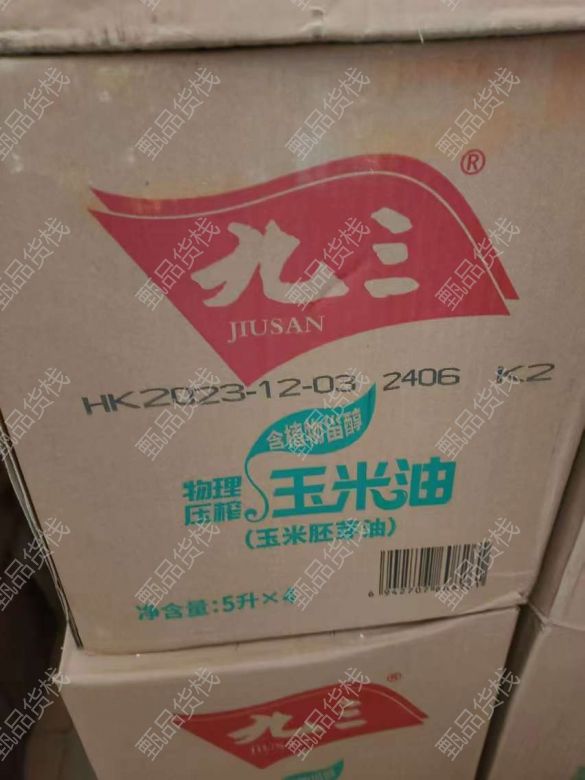 九三®
JIUSAN
HK2023-12-03 2406 K2
含植物甾醇
物理
压榨
玉米油
(玉米胚芽油)
净含量:5升×4
九三®
JIUSAN
甄品货栈